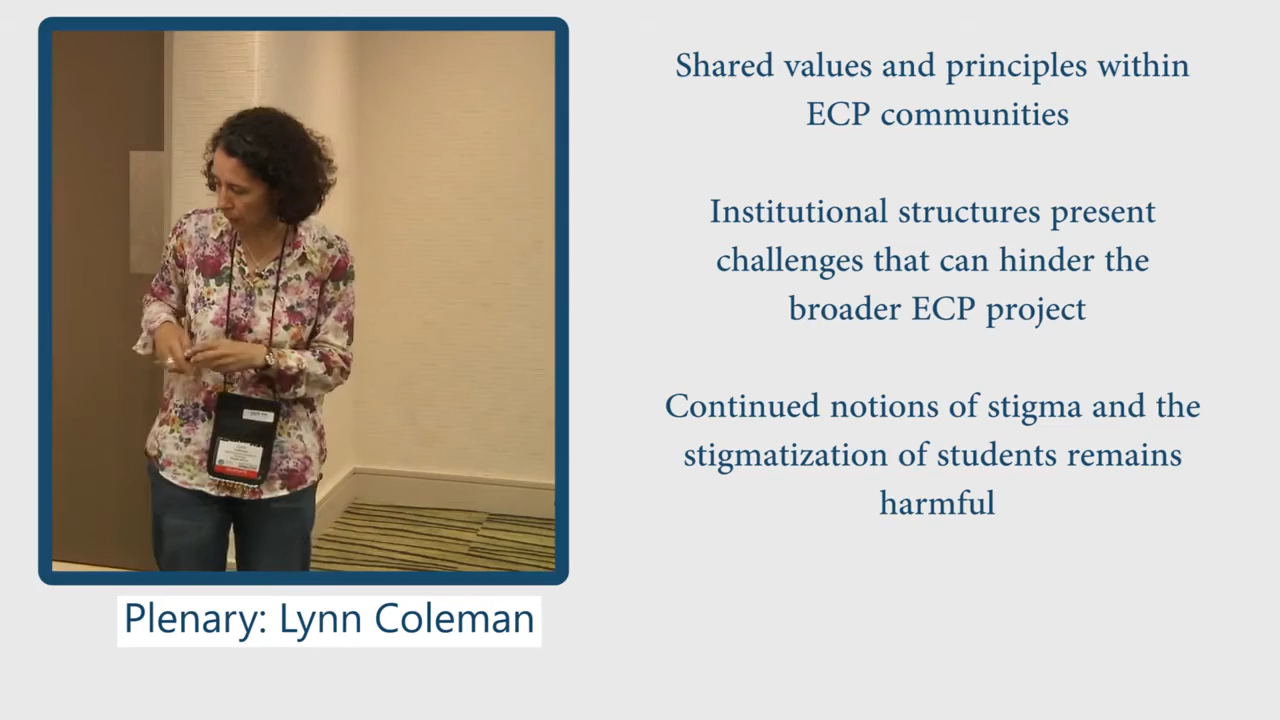 Shared values and principles within
ECP communities
Institutional structures present
challenges that can hinder the
broader ECP project
Continued notions of stigma and the
stigmatization of students remains
harmful
Plenary: Lynn Coleman